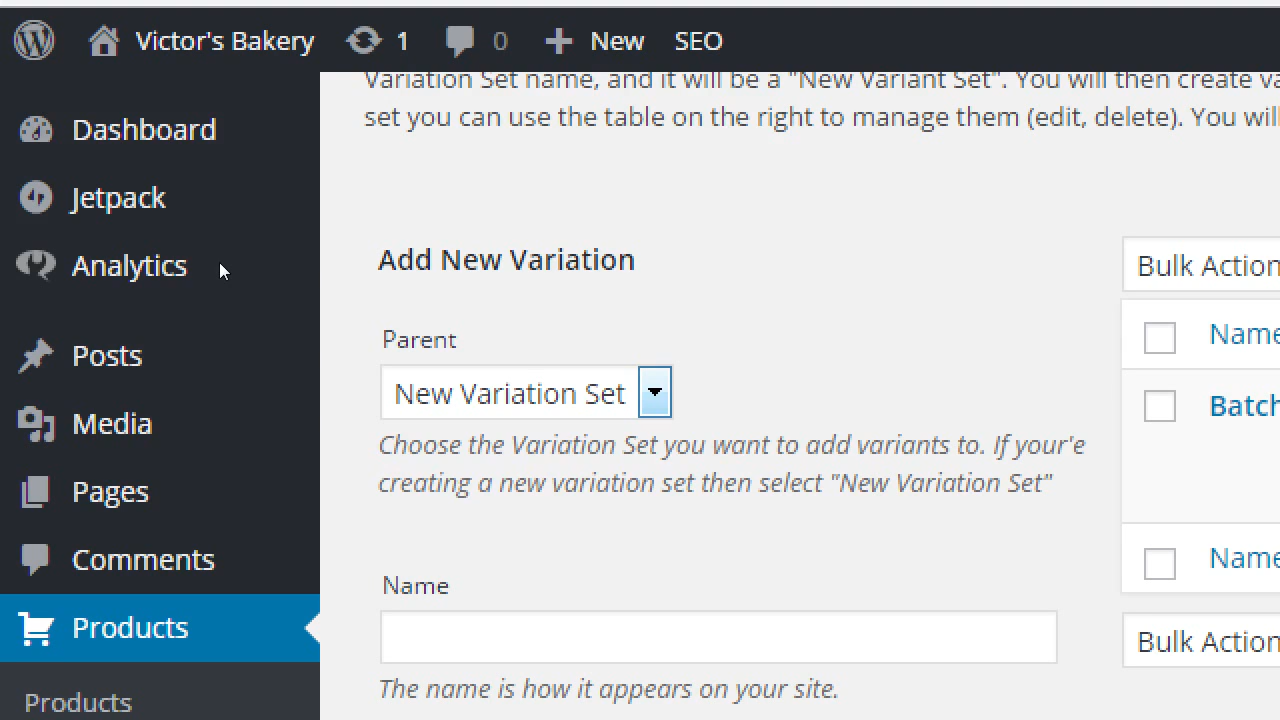 Victor's Bakery 1 0 New SEO
Variation Set name, and it will be a "New Variant Set". You will then create va
set you can use the table on the right to manage them (edit, delete). You wil
Dashboard
Jetpack
Analytics
Posts
Media
Pages
Comments
Products
Products
Add New Variation
Parent
New Variation Set
Choose the Variation Set you want to add variants to. If your'e
creating a new variation set then select "New Variation Set"
Name
The name is how it appears on your site.
Bulk Action
Name
Batch
Name
Bulk Action